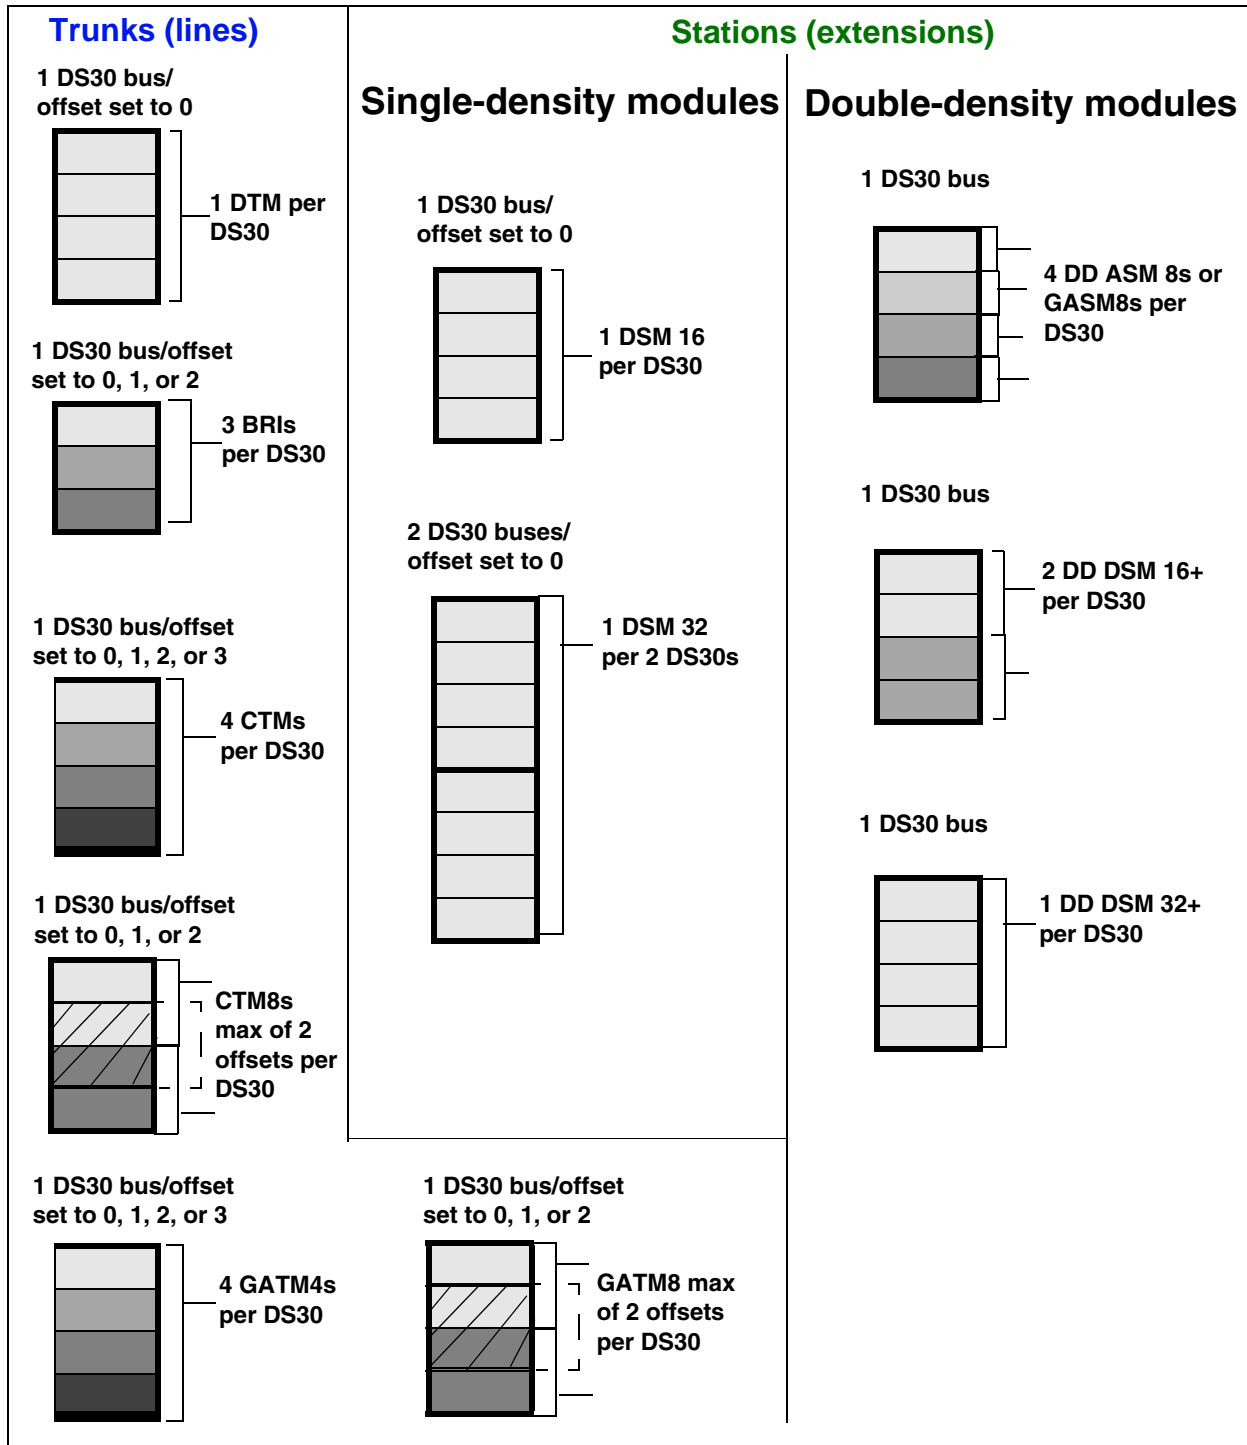 Trunks (lines)
Stations (extensions)
1 DS30 bus/
offset set to 0
1 DTM per
DS30
1 DS30 bus/offset
set to 0, 1, or 2
3 BRIs
per DS30
1 DS30 bus/offset
set to 0, 1, 2, or 3
4 CTMs
per DS30
1 DS30 bus/offset
set to 0, 1, or 2
CTM8s
max of 2
offsets per
DS30
1 DS30 bus/offset
set to 0, 1, 2, or 3
4 GATM4s
per DS30
Single-density modules
1 DS30 bus/
offset set to 0
1 DSM 16
per DS30
2 DS30 buses/
offset set to 0
1 DSM 32
per 2 DS30s
1 DS30 bus/offset
set to 0, 1, or 2
GATM8 max
of 2 offsets
per DS30
Double-density modules
1 DS30 bus
4 DD ASM 8s or
GASM8s per
DS30
1 DS30 bus
2 DD DSM 16+
per DS30
1 DS30 bus
1 DD DSM 32+
per DS30